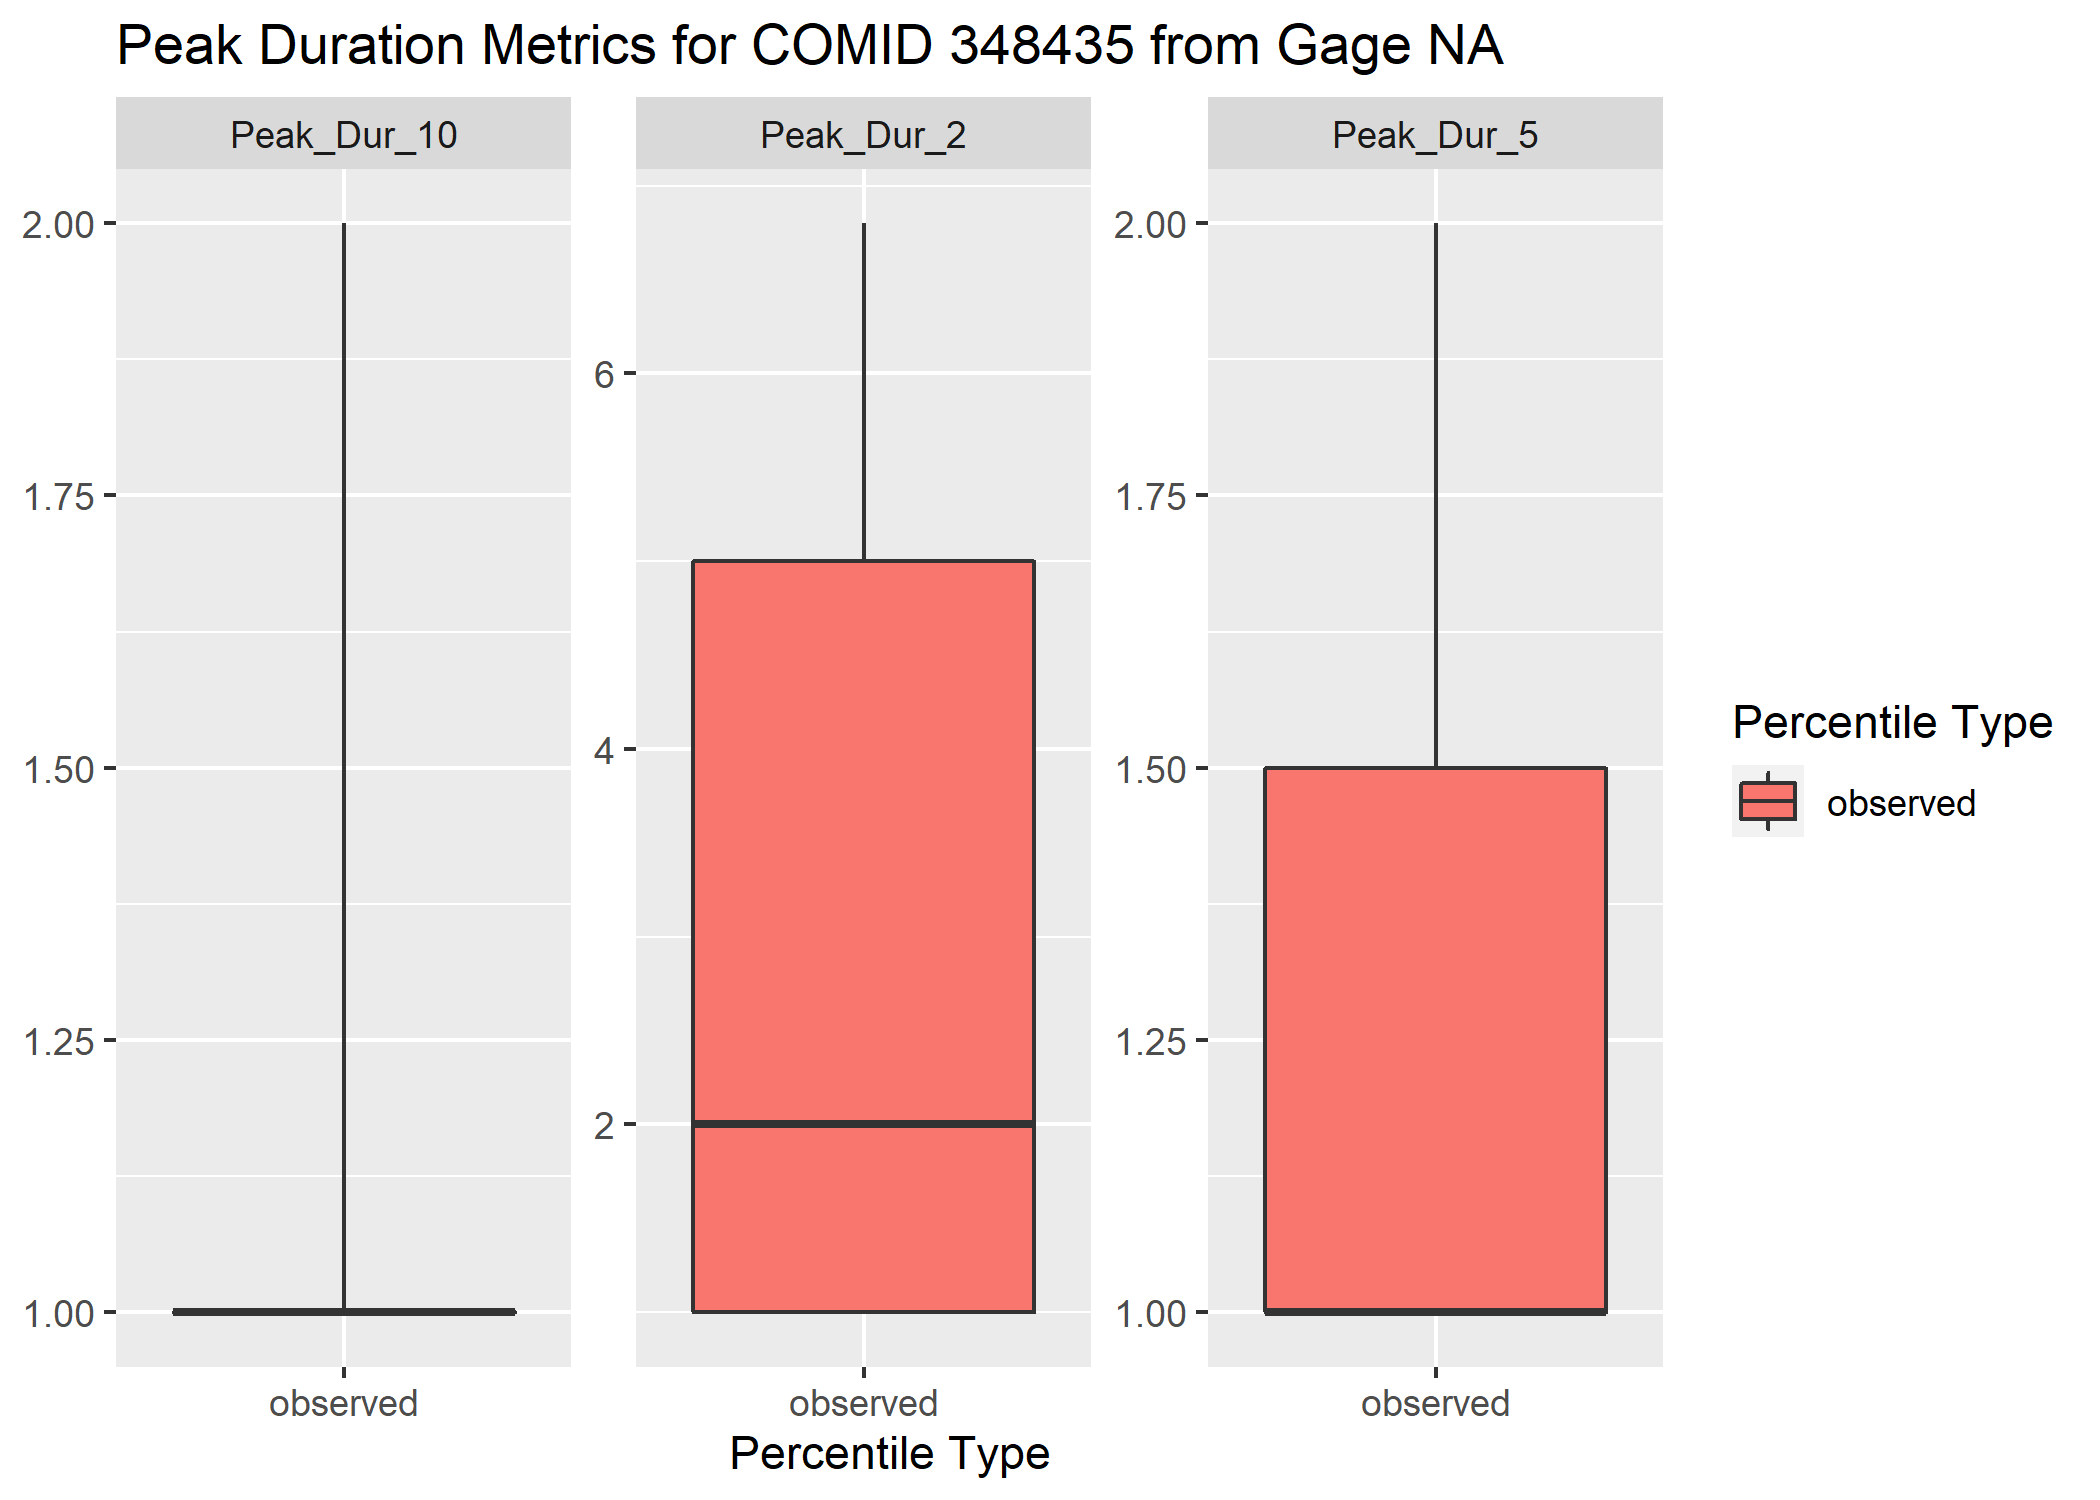 Peak Duration Metrics for COMID 348435 from Gage NA
Peak_Dur_10
Peak_Dur_2
Peak_Dur_5
2.00
1.75
1.50
1.25
1.00
6
4
2
2.00
1.75
1.50
1.25
1.00
observed
observed
observed
Percentile Type
Percentile Type
observed